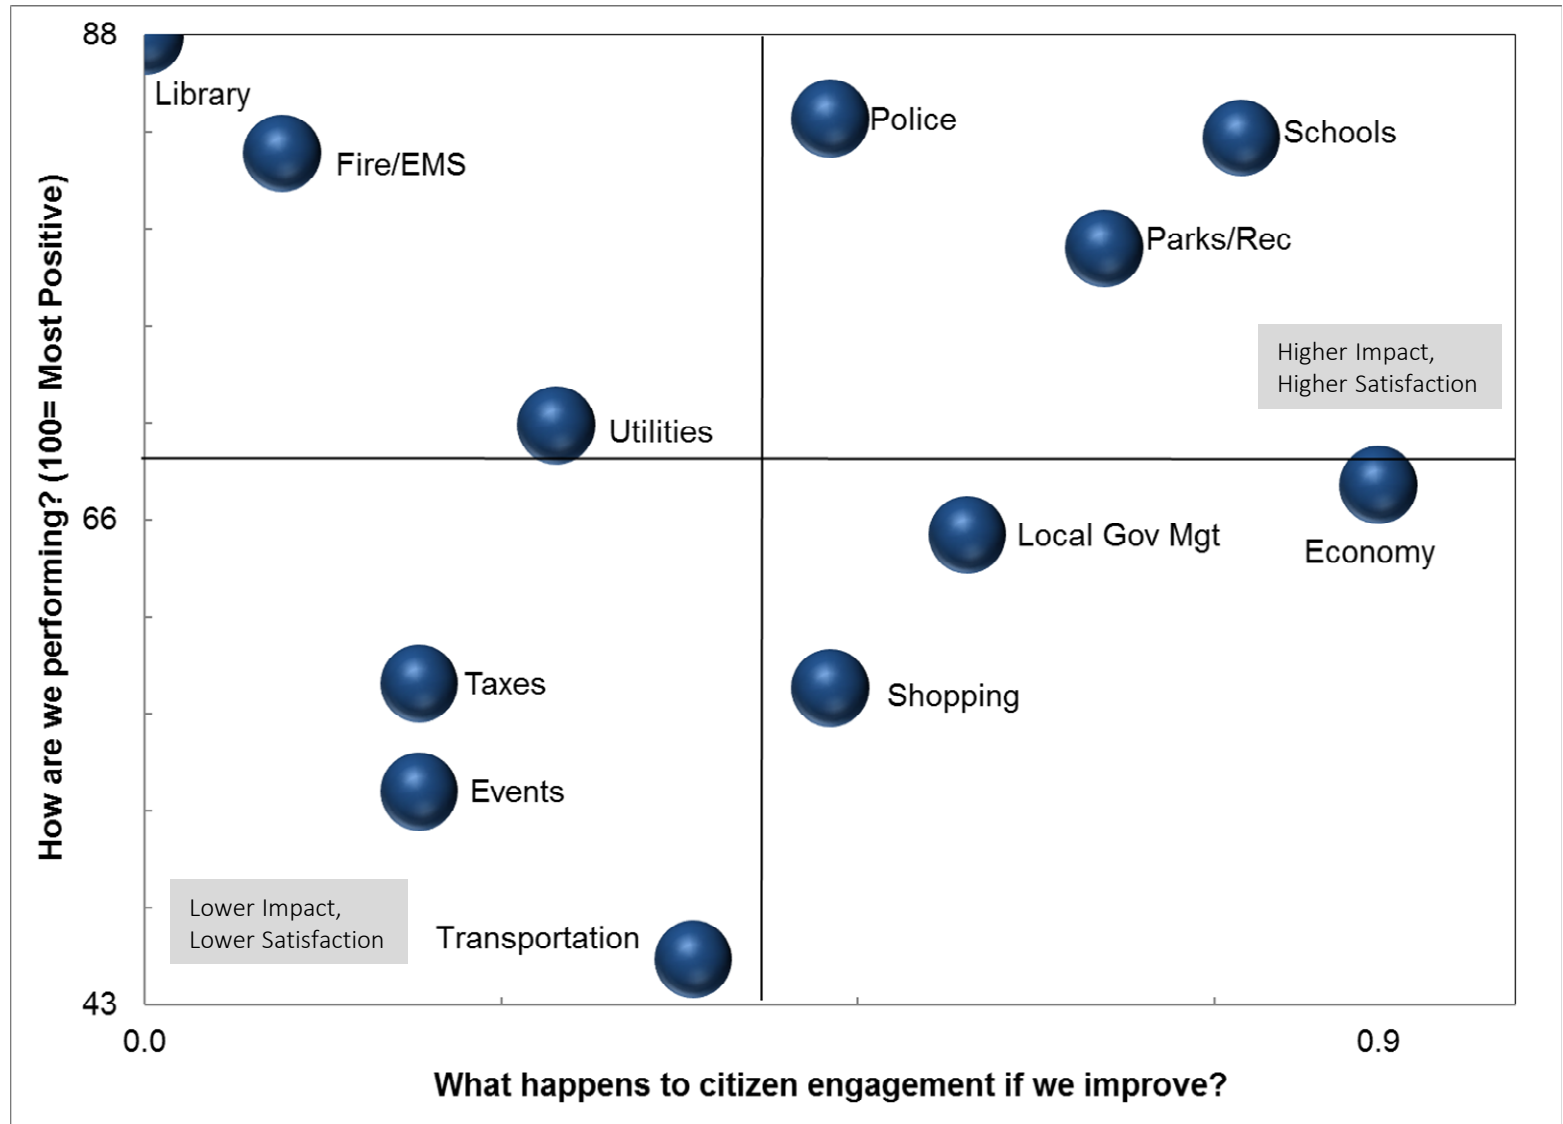 88
Library
Fire/EMS
Police
Schools
Parks/Rec
Higher Impact,
Higher Satisfaction
Utilities
How are we performing? (100= Most Positive)
66
Local Gov Mgt
Economy
Taxes
Shopping
Events
Lower Impact,
Lower Satisfaction
Transportation
43
0.0
0.9
What happens to citizen engagement if we improve?